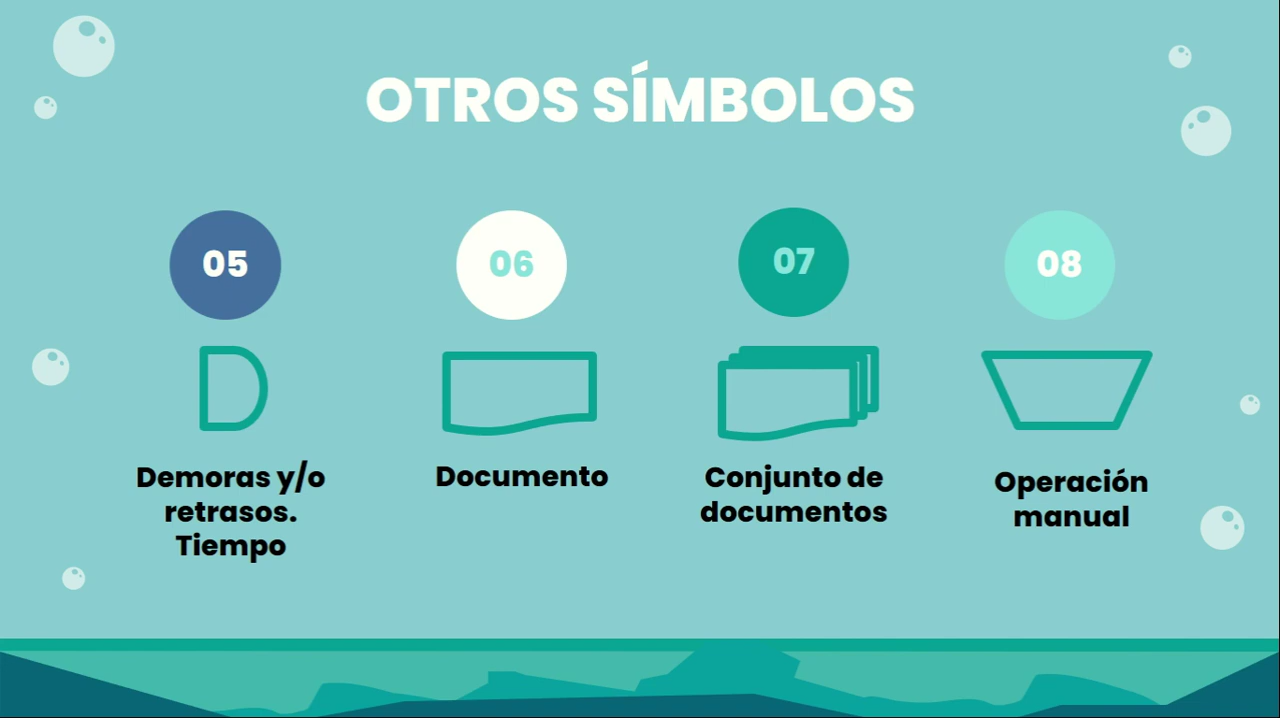 OTROS SÍMBOLOS
05
06
07
08
Demoras y/o
retrasos.
Tiempo
Documento
Conjunto de
documentos
Operación
manual